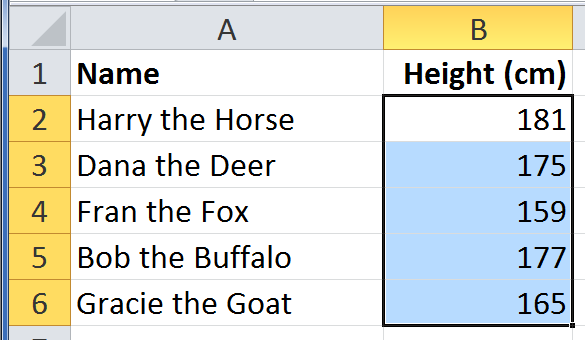 A B
1 Name Height (cm)
2 Harry the Horse 181
3 Dana the Deer 175
4 Fran the Fox 159
5 Bob the Buffalo 177
6 Gracie the Goat 165